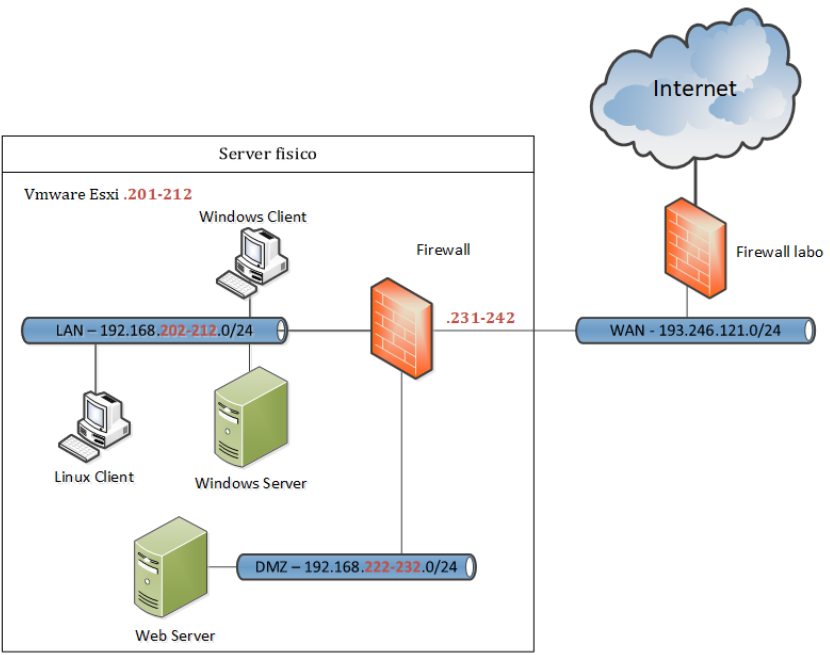 Internet
Server fisico
Vmware Esxi .201-212
Windows Client
Firewall
Firewall labo
LAN – 192.168.202-212.0/24
.231-242
WAN - 193.246.121.0/24
Linux Client
Windows Server
DMZ – 192.168.222-232.0/24
Web Server